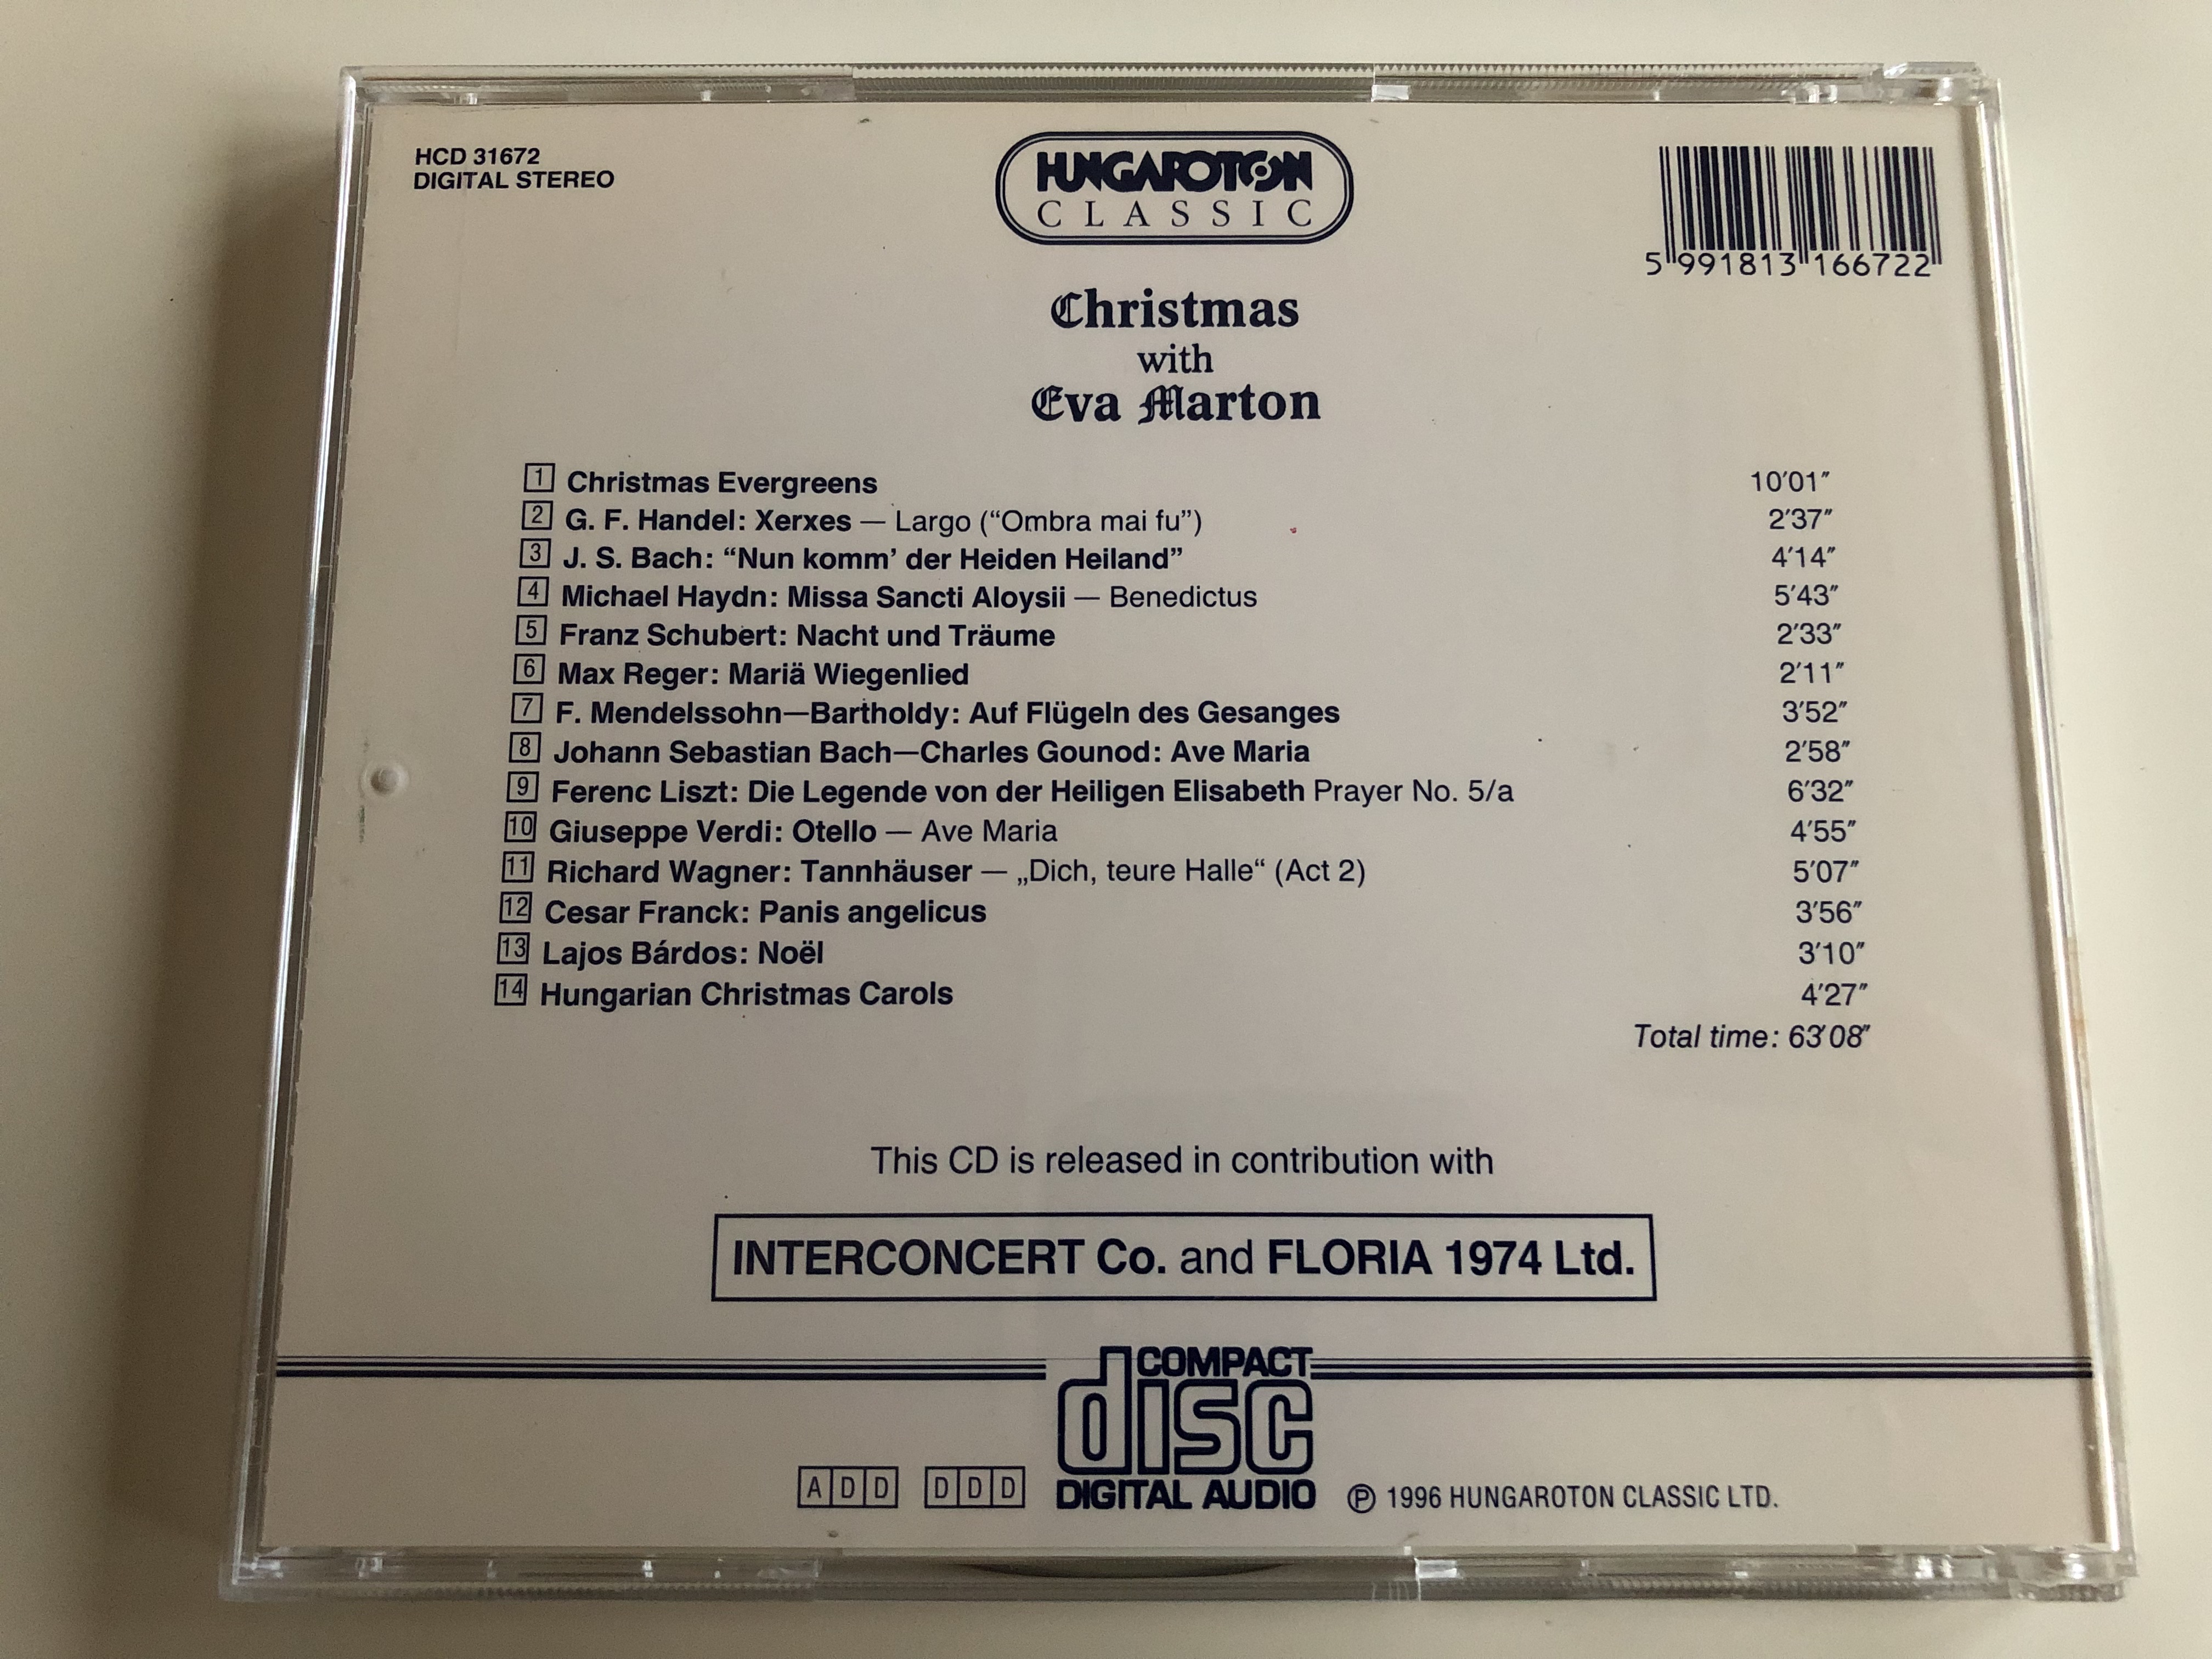 HCD 31672
DIGITAL STEREO
HUNGAROTON
CLASSIC
5 991813 166722
Christmas
with
Eva Marton
1 Christmas Evergreens 10'01"
2 G. F. Handel: Xerxes — Largo (“Ombra mai fu”) 2'37"
3 J. S. Bach: “Nun komm’ der Heiden Heiland” 4'14"
4 Michael Haydn: Missa Sancti Aloysii — Benedictus 5'43"
5 Franz Schubert: Nacht und Träume 2'33"
6 Max Reger: Mariä Wiegenlied 2'11"
7 F. Mendelssohn—Bartholdy: Auf Flügeln des Gesanges 3'52"
8 Johann Sebastian Bach—Charles Gounod: Ave Maria 2'58"
9 Ferenc Liszt: Die Legende von der Heiligen Elisabeth Prayer No. 5/a 6'32"
10 Giuseppe Verdi: Otello — Ave Maria 4'55"
11 Richard Wagner: Tannhäuser — „Dich, teure Halle“ (Act 2) 5'07"
12 Cesar Franck: Panis angelicus 3'56"
13 Lajos Bárdos: Noël 3'10"
14 Hungarian Christmas Carols 4'27"
Total time: 63'08"
This CD is released in contribution with
INTERCONCERT Co. and FLORIA 1974 Ltd.
COMPACT
disc
DIGITAL AUDIO
ADD DDD
Ⓟ 1996 HUNGAROTON CLASSIC LTD.